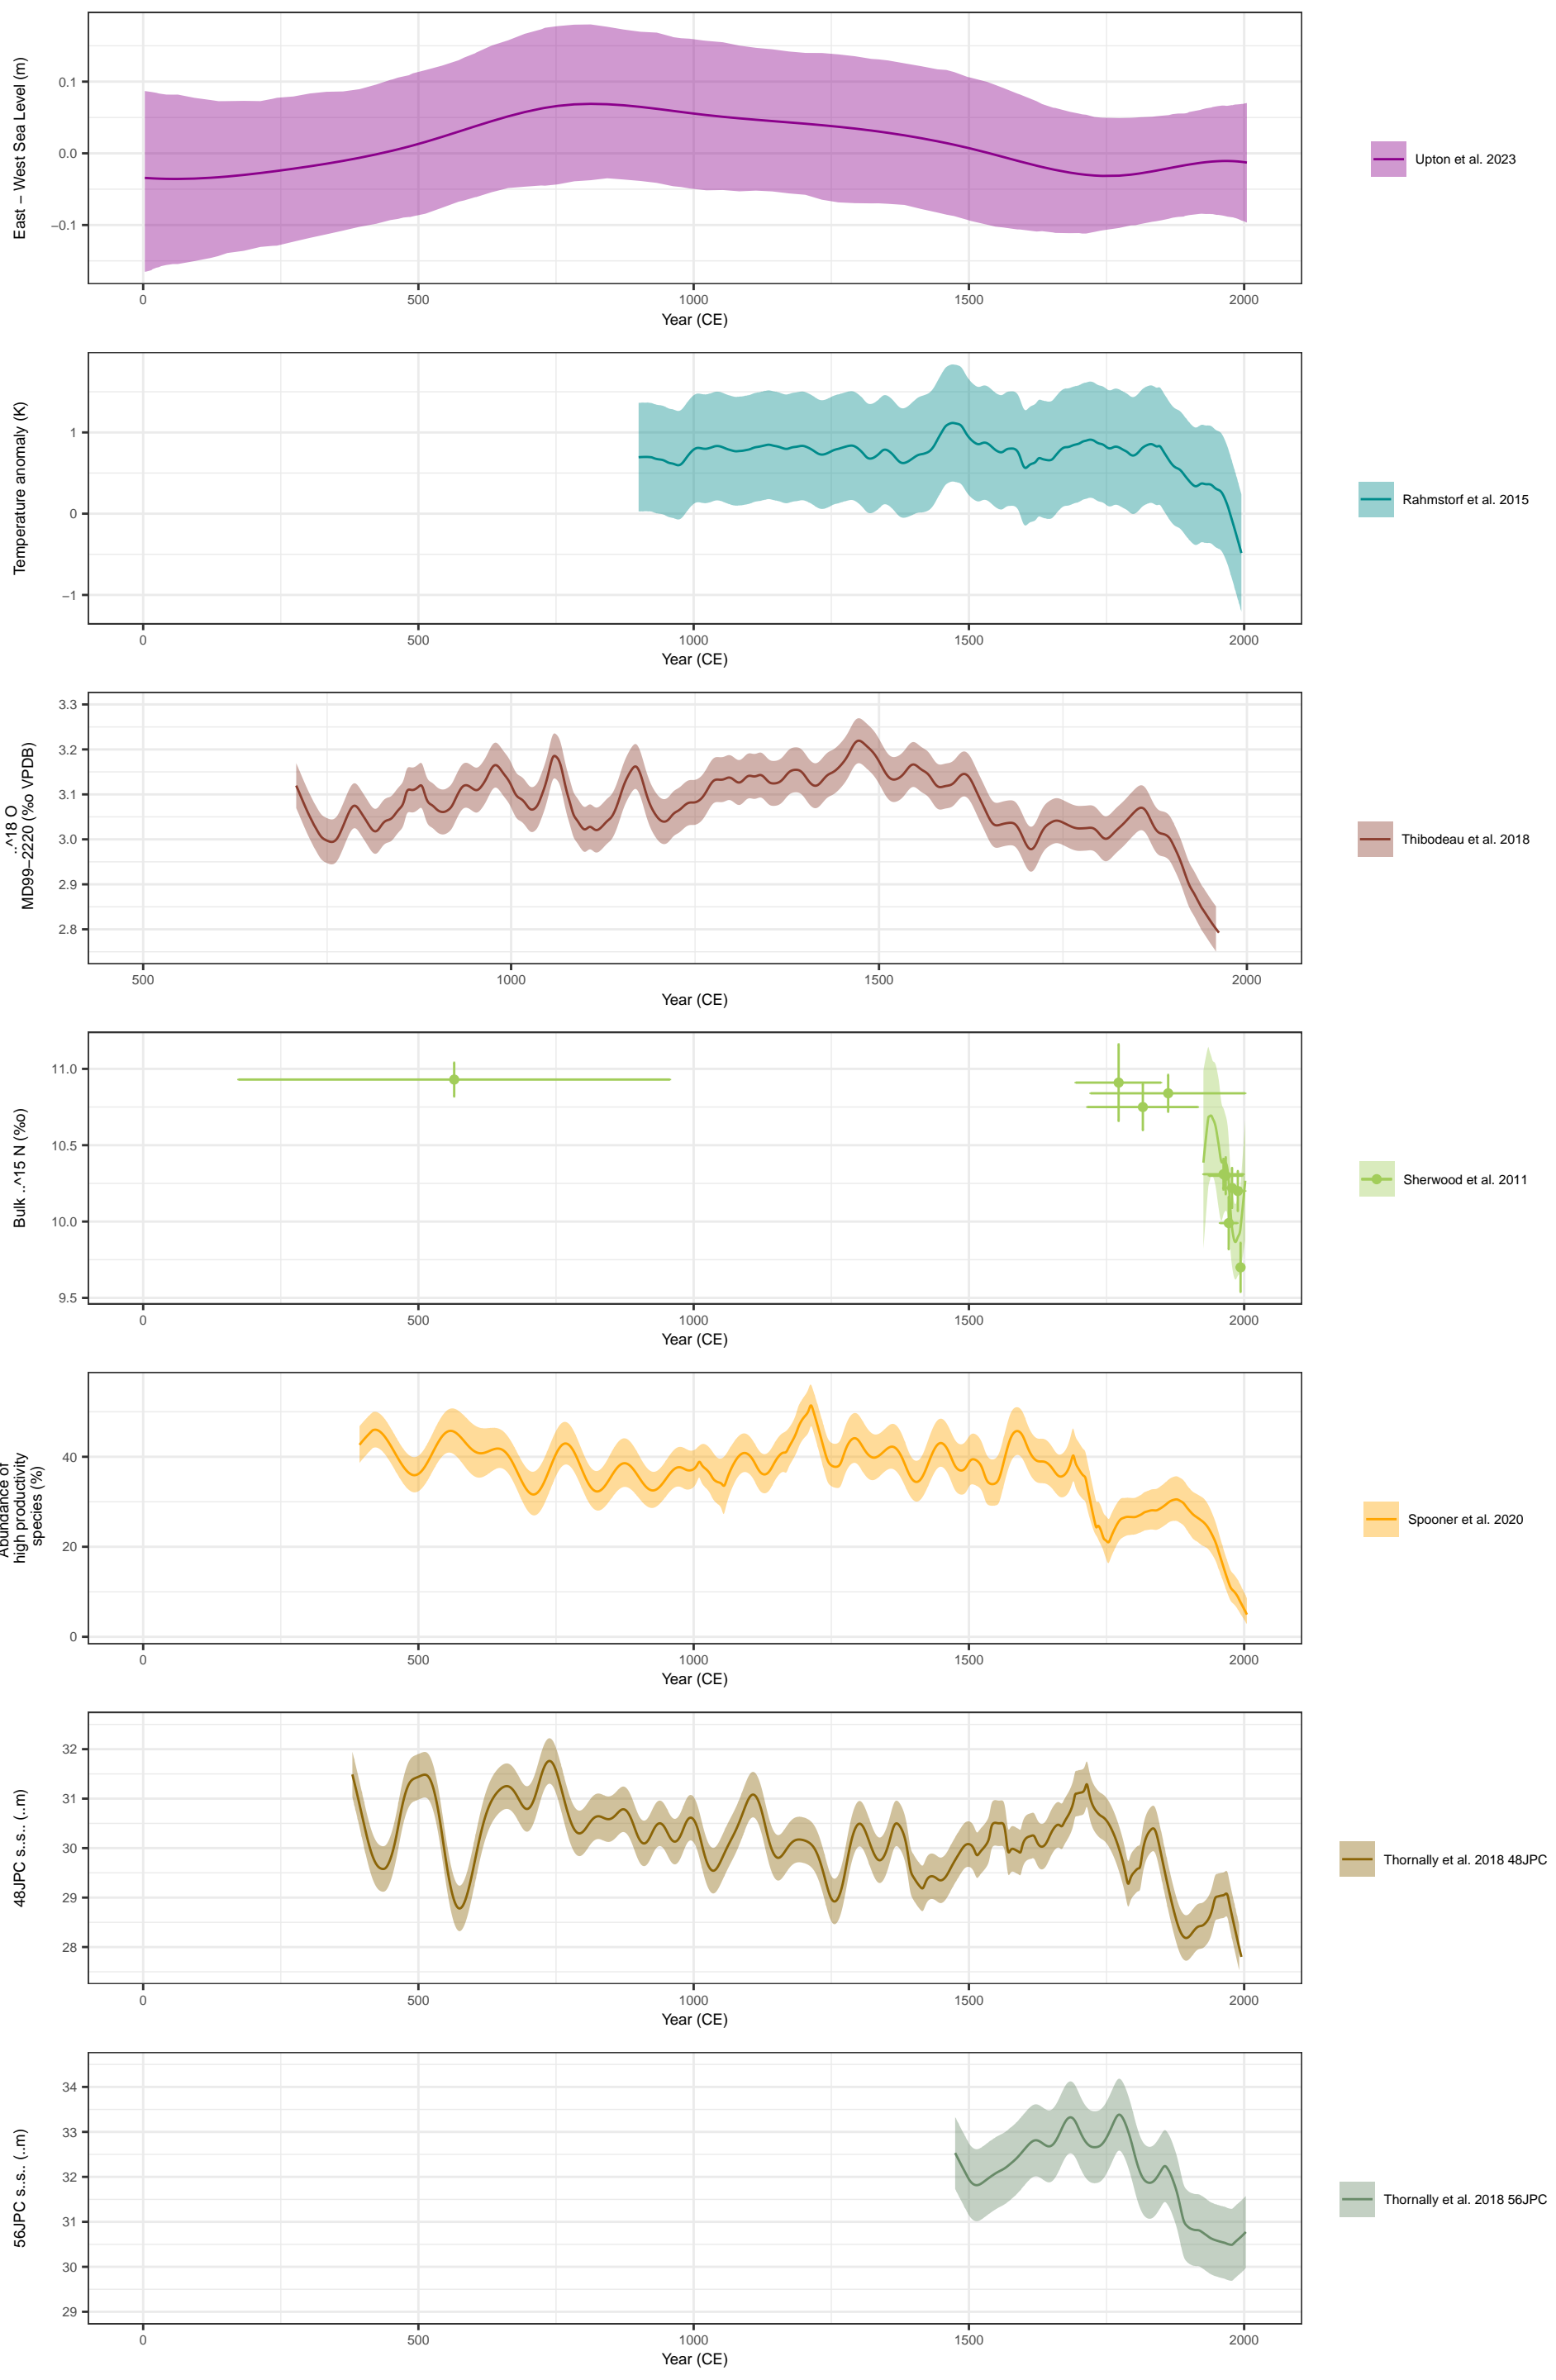 East − West Sea Level (m)
0.1
0.0
−0.1
0 500 1000 1500 2000
Year (CE)
Upton et al. 2023
Temperature anomaly (K)
1
0
−1
0 500 1000 1500 2000
Year (CE)
Rahmstorf et al. 2015
..^18 O
MD99−2220 (%o VPDB)
3.3
3.2
3.1
3.0
2.9
2.8
500 1000 1500 2000
Year (CE)
Thibodeau et al. 2018
Bulk ..^15 N (%o)
11.0
10.5
10.0
9.5
0 500 1000 1500 2000
Year (CE)
Sherwood et al. 2011
Abundance of
high productivity
species (%)
40
20
0
0 500 1000 1500 2000
Year (CE)
Spooner et al. 2020
48JPC s..s.. (..m)
32
31
30
29
28
0 500 1000 1500 2000
Year (CE)
Thornally et al. 2018 48JPC
56JPC s..s.. (..m)
34
33
32
31
30
29
0 500 1000 1500 2000
Year (CE)
Thornally et al. 2018 56JPC